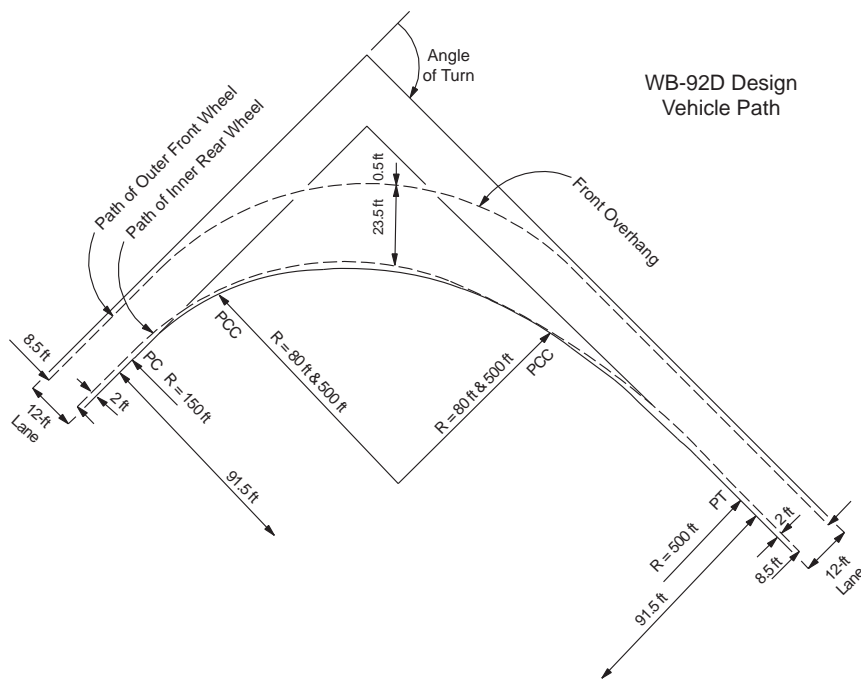 Angle
of Turn
WB-92D Design
Vehicle Path
Path of Outer Front Wheel
Path of Inner Rear Wheel
0.5 ft
23.5 ft
Front Overhang
8.5 ft
12-ft
Lane
2 ft
PC
R = 150 ft
91.5 ft
PCC
R = 80 ft & 500 ft
R = 80 ft & 500 ft
PCC
PT
R = 500 ft
91.5 ft
2 ft
8.5 ft
12-ft
Lane